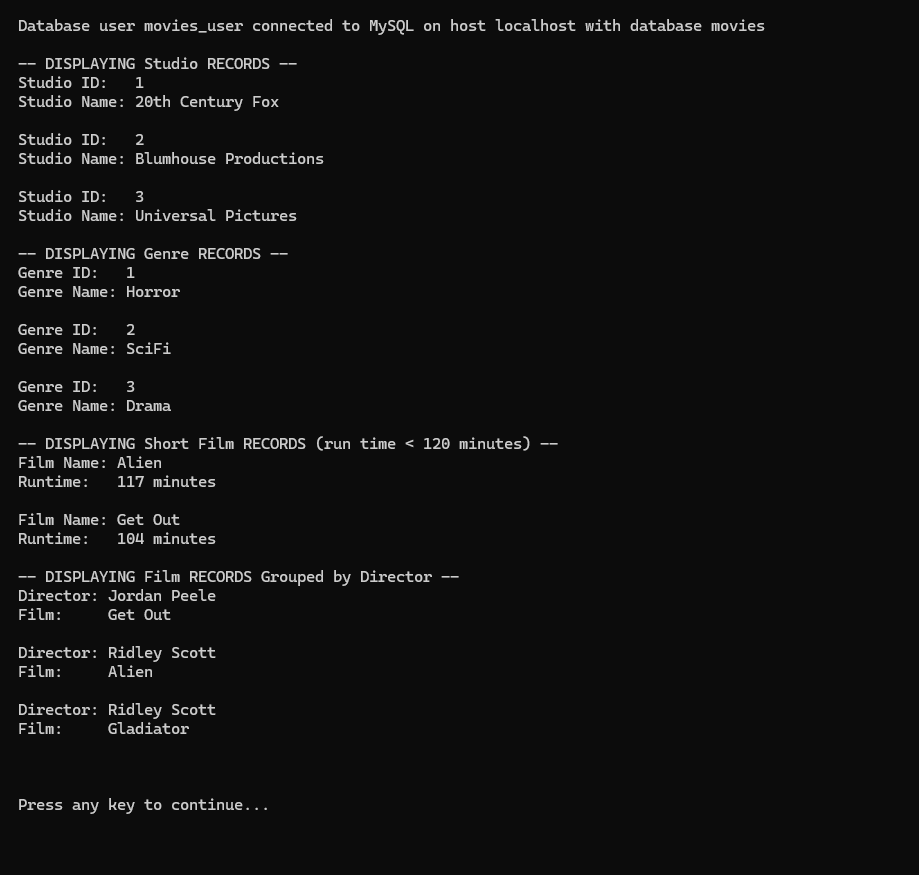 Database user movies_user connected to MySQL on host localhost with database movies
-- DISPLAYING Studio RECORDS --
Studio ID:   1
Studio Name: 20th Century Fox
Studio ID:   2
Studio Name: Blumhouse Productions
Studio ID:   3
Studio Name: Universal Pictures
-- DISPLAYING Genre RECORDS --
Genre ID:   1
Genre Name: Horror
Genre ID:   2
Genre Name: SciFi
Genre ID:   3
Genre Name: Drama
-- DISPLAYING Short Film RECORDS (run time < 120 minutes) --
Film Name: Alien
Runtime:   117 minutes
Film Name: Get Out
Runtime:   104 minutes
-- DISPLAYING Film RECORDS Grouped by Director --
Director: Jordan Peele
Film:     Get Out
Director: Ridley Scott
Film:     Alien
Director: Ridley Scott
Film:     Gladiator
Press any key to continue...